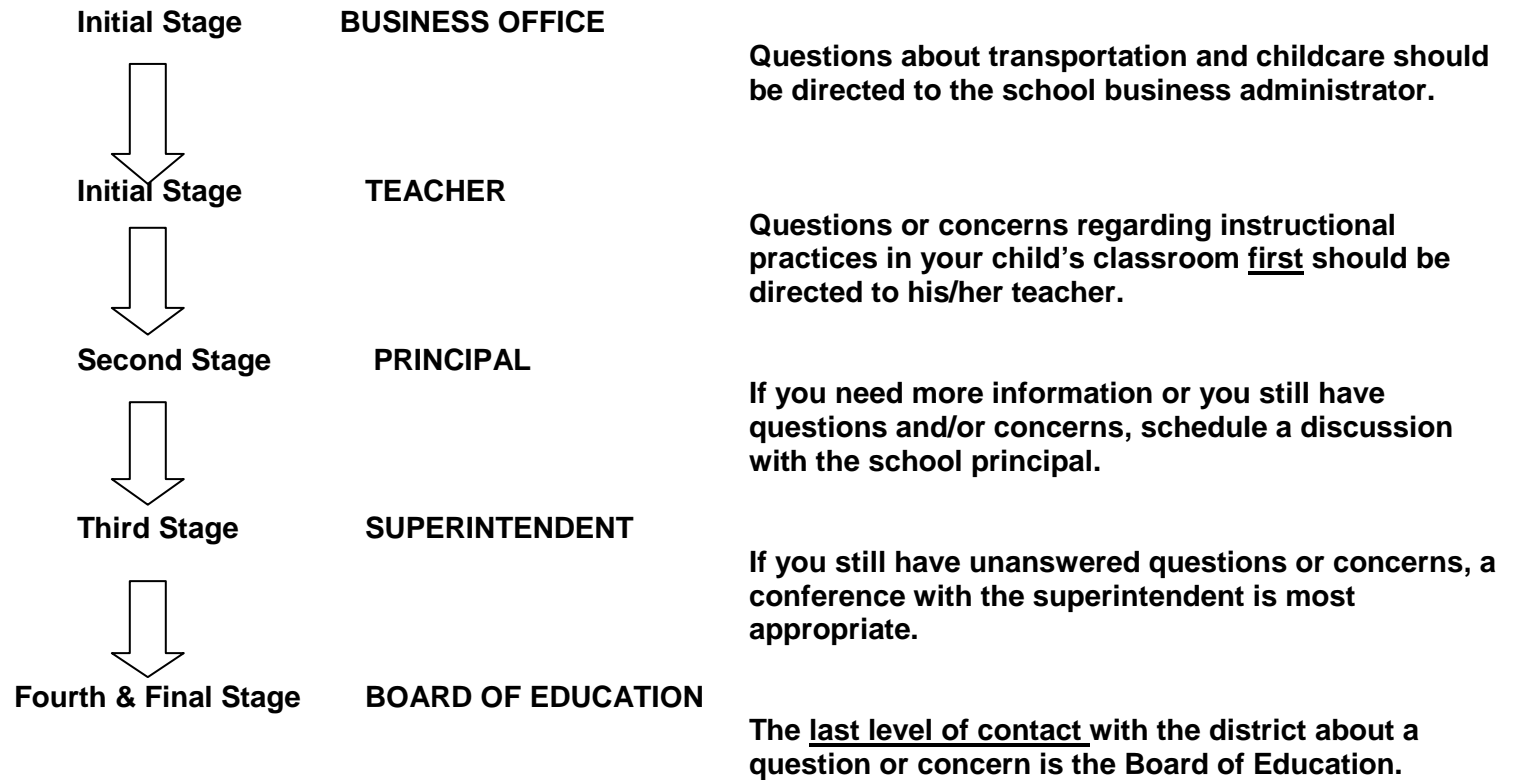 Initial Stage BUSINESS OFFICE
Questions about transportation and childcare should
be directed to the school business administrator.
Initial Stage TEACHER
Questions or concerns regarding instructional
practices in your child’s classroom first should be
directed to his/her teacher.
Second Stage PRINCIPAL
If you need more information or you still have
questions and/or concerns, schedule a discussion
with the school principal.
Third Stage SUPERINTENDENT
If you still have unanswered questions or concerns, a
conference with the superintendent is most
appropriate.
Fourth & Final Stage BOARD OF EDUCATION
The last level of contact with the district about a
question or concern is the Board of Education.